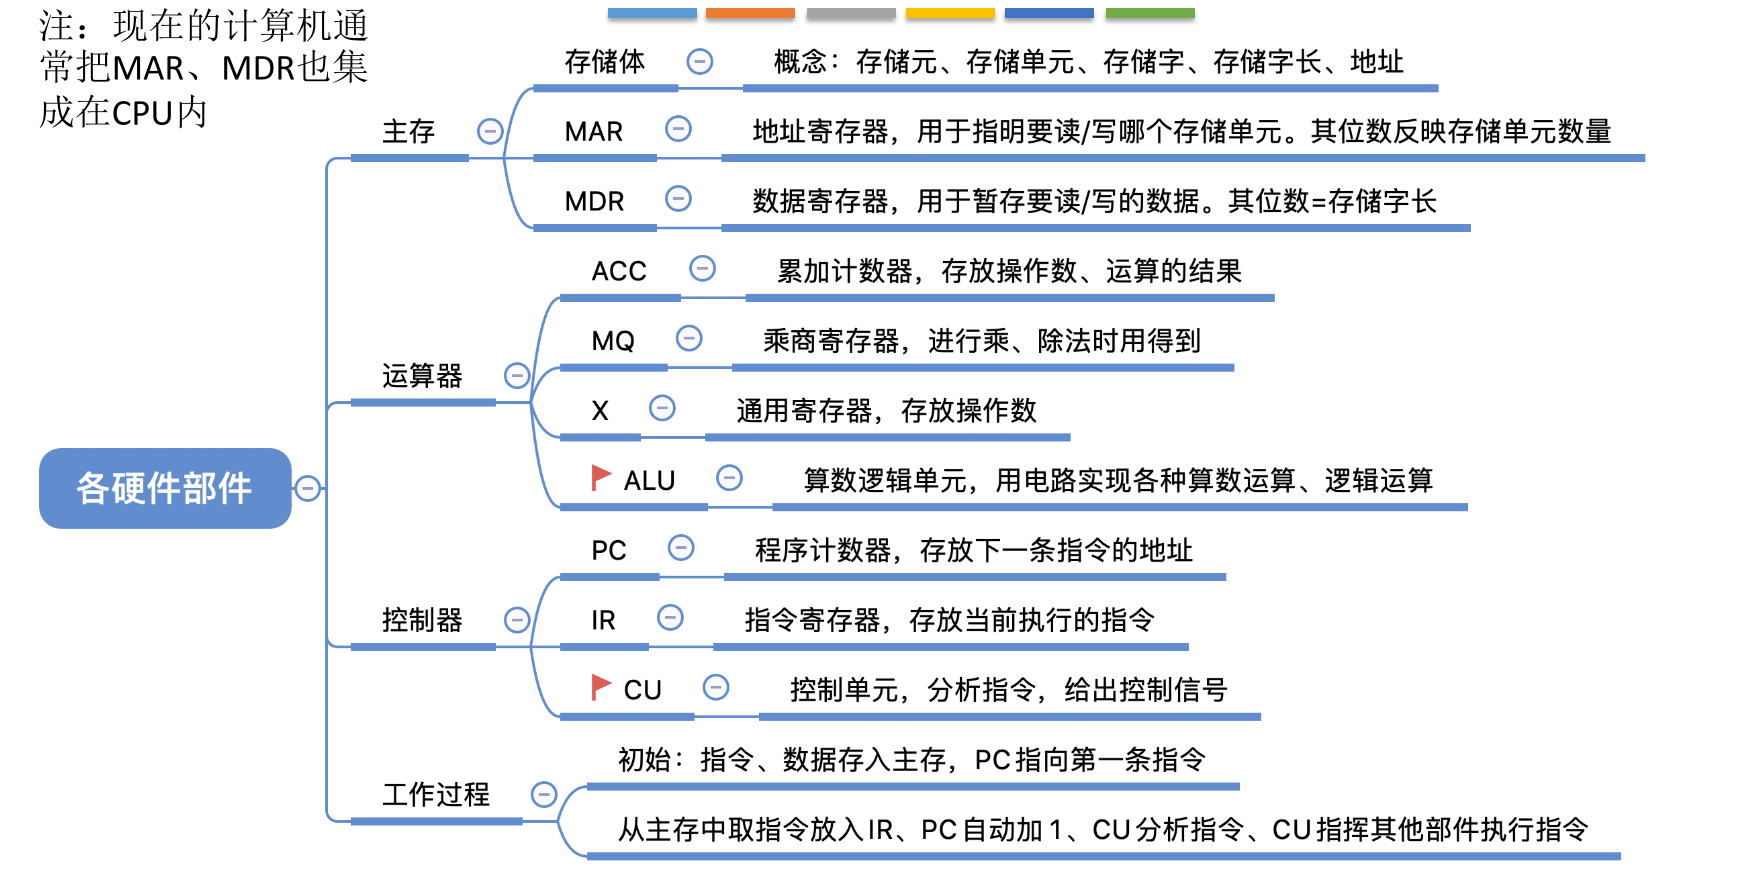 注：现在的计算机通
常把MAR、MDR也集
成在CPU内
存储体
概念：存储元、存储单元、存储字、存储字长、地址
主存
MAR
地址寄存器，用于指明要读/写哪个存储单元。其位数反映存储单元数量
MDR
数据寄存器，用于暂存要读/写的数据。其位数=存储字长
ACC
累加计数器，存放操作数、运算的结果
MQ
乘商寄存器，进行乘、除法时用得到
运算器
X
通用寄存器，存放操作数
ALU
算数逻辑单元，用电路实现各种算数运算、逻辑运算
各硬件部件
PC
程序计数器，存放下一条指令的地址
控制器
IR
指令寄存器，存放当前执行的指令
CU
控制单元，分析指令，给出控制信号
工作过程
初始：指令、数据存入主存，PC指向第一条指令
从主存中取指令放入IR、PC自动加1、CU分析指令、CU指挥其他部件执行指令